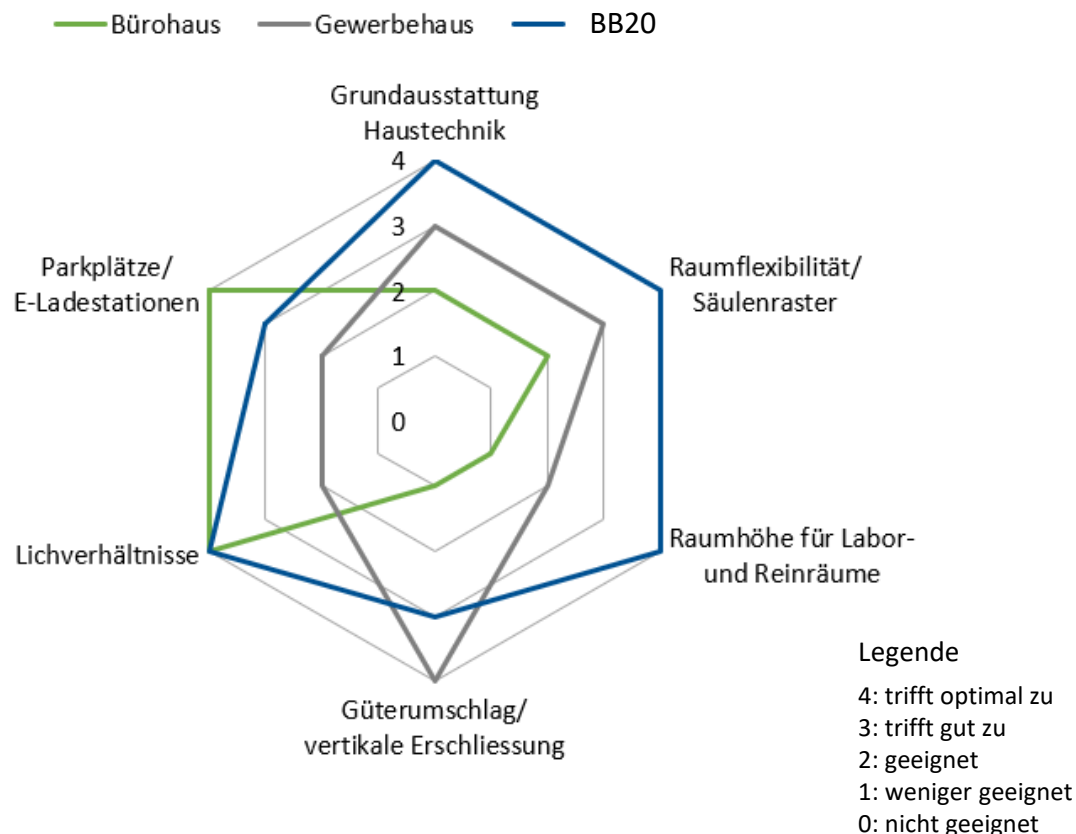 Bürohaus
Gewerbehaus
BB20
Grundausstattung
Haustechnik
4
3
2
1
0
Parkplätze/
E-Ladestationen
Raumflexibilität/
Säulenraster
Lichverhältnisse
Raumhöhe für Labor-
und Reinräume
Güterumschlag/
vertikale Erschliessung
Legende
4: trifft optimal zu
3: trifft gut zu
2: geeignet
1: weniger geeignet
0: nicht geeignet